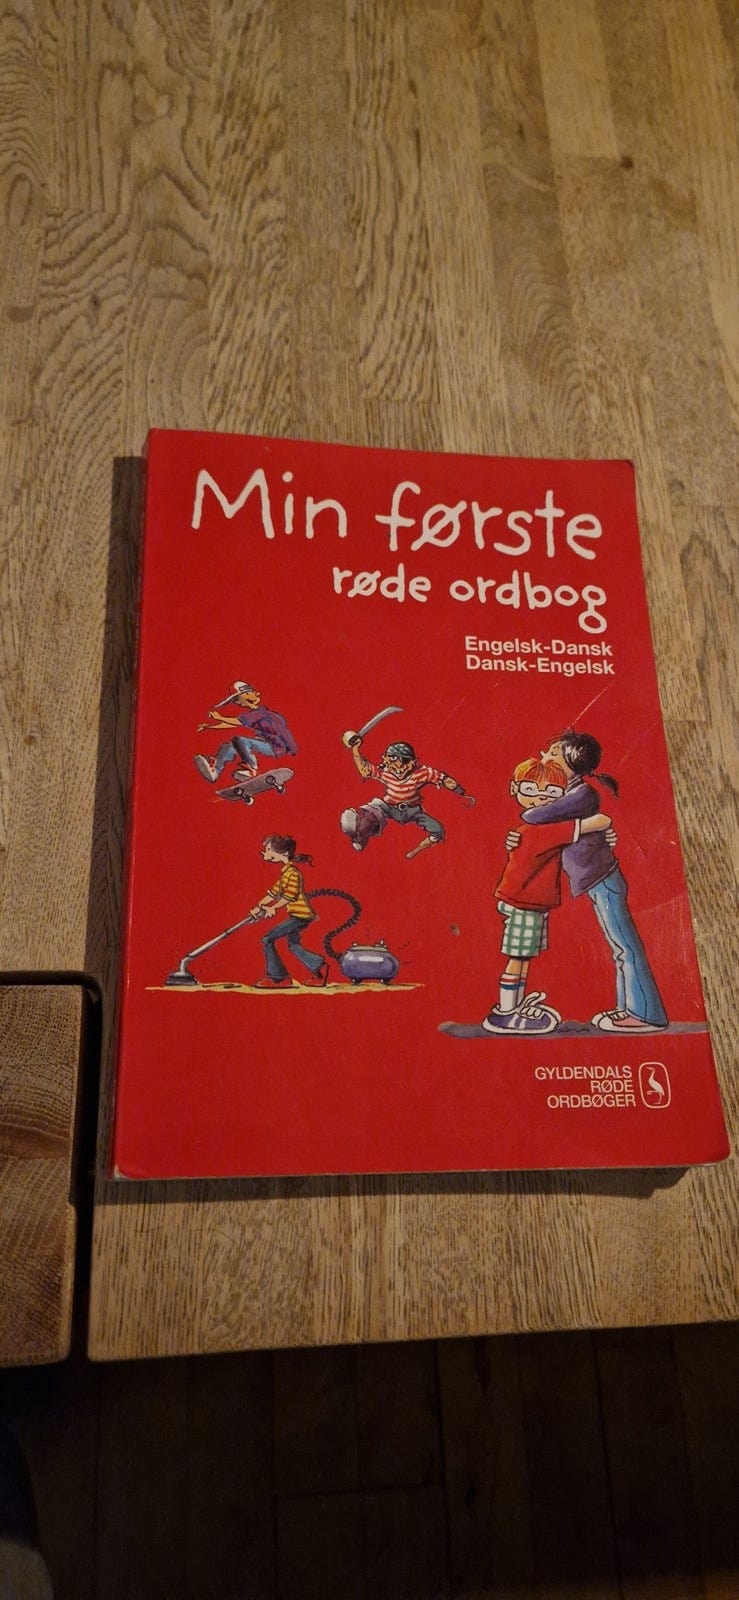 Min første
røde ordbog
Engelsk-Dansk
Dansk-Engelsk
GYLDENDALS
RØDE
ORDBØGER